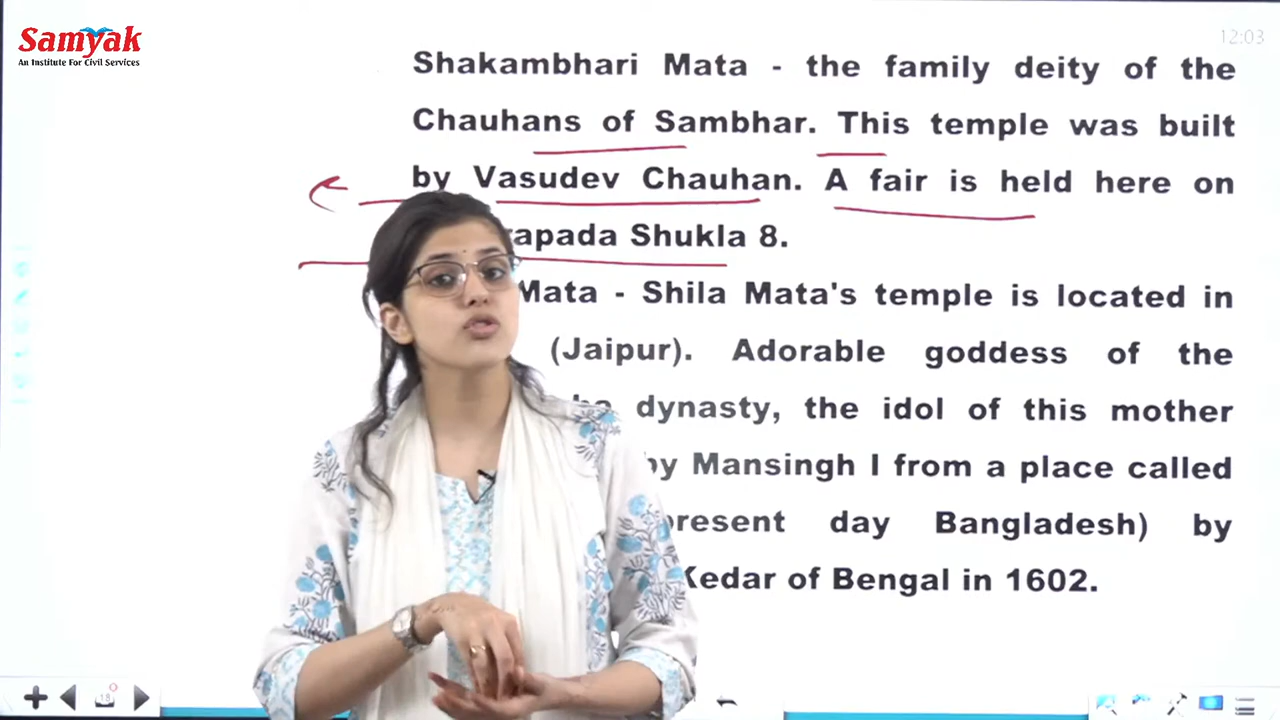 Samyak
An Institute For Civil Services
12:03
Shakambhari Mata - the family deity of the
Chauhans of Sambhar. This temple was built
by Vasudev Chauhan. A fair is held here on
Shukla 8.
Mata - Shila Mata's temple is located in
(Jaipur). Adorable goddess of the
dynasty, the idol of this mother
by Mansingh I from a place called
present day Bangladesh) by
Kedar of Bengal in 1602.
18